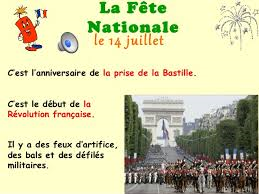 La Fête
Nationale
le 14 juillet
C'est l'anniversaire de la prise de la Bastille.
C'est le début de la
Révolution française.
Il y a des feux d'artifice,
des bals et des défilés
militaires.